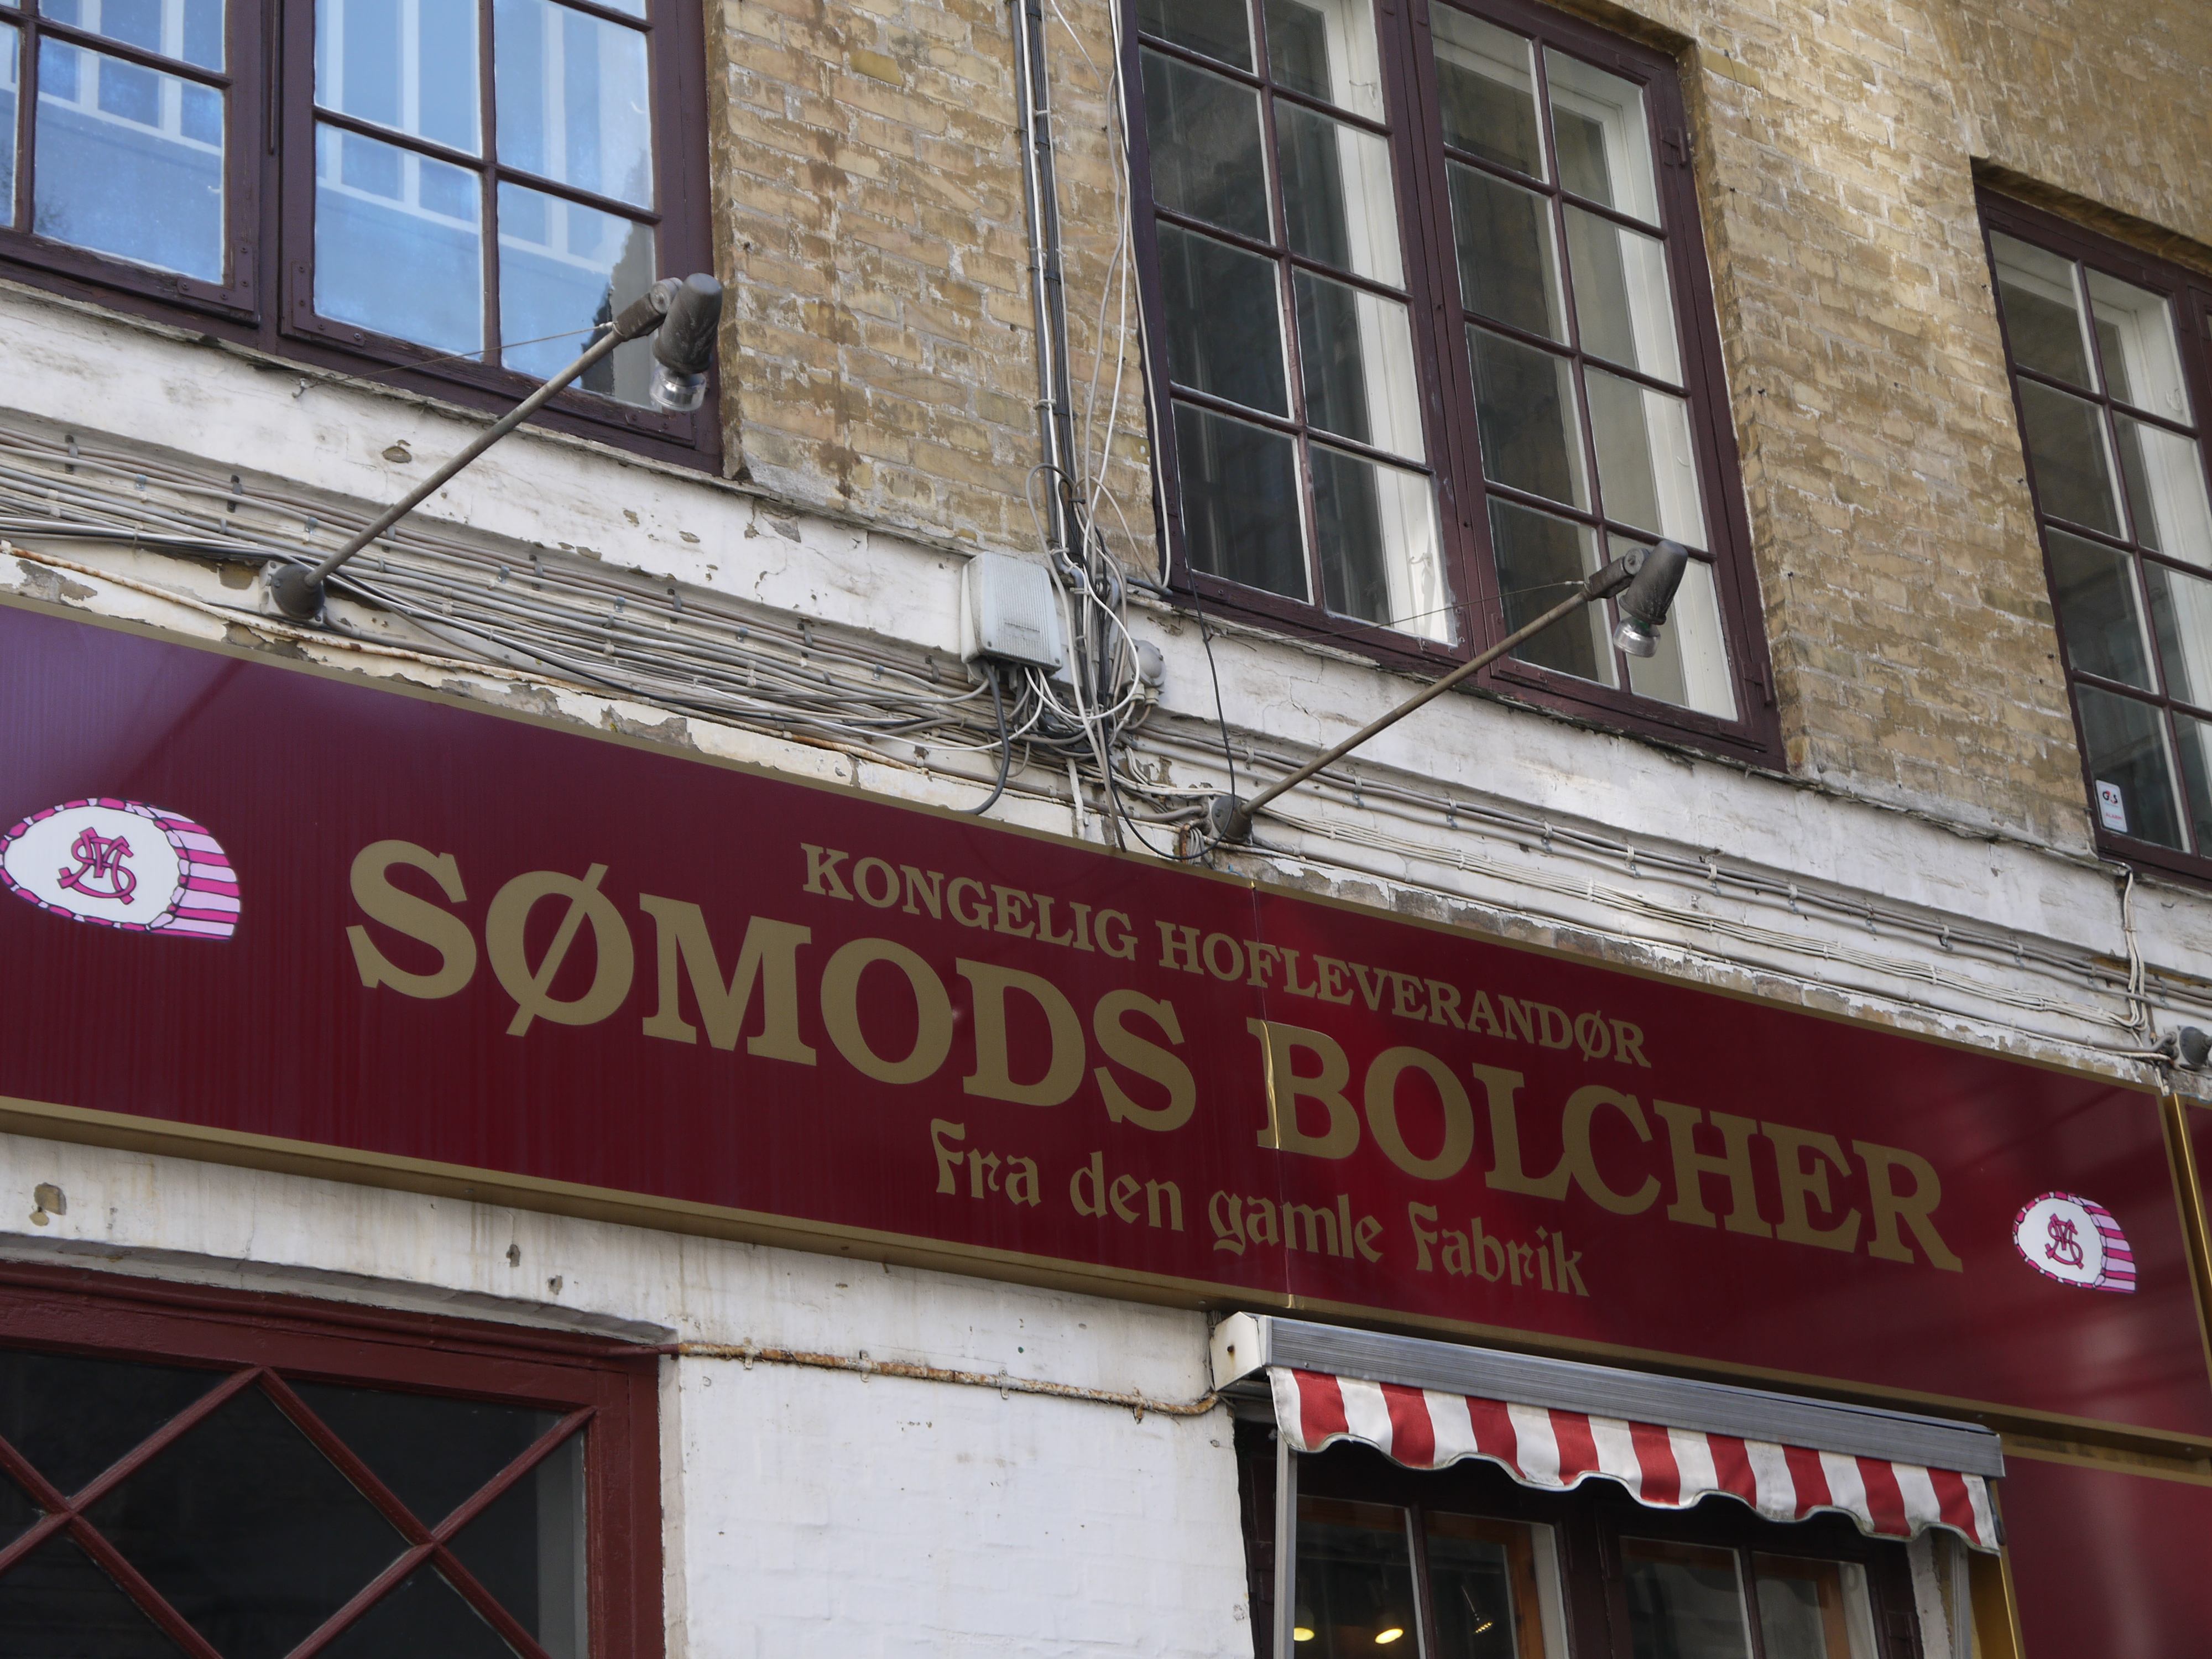 KONGELIG HOFLEVERANDØR
SØMODS BOLCHER
Fra den gamle Fabrik